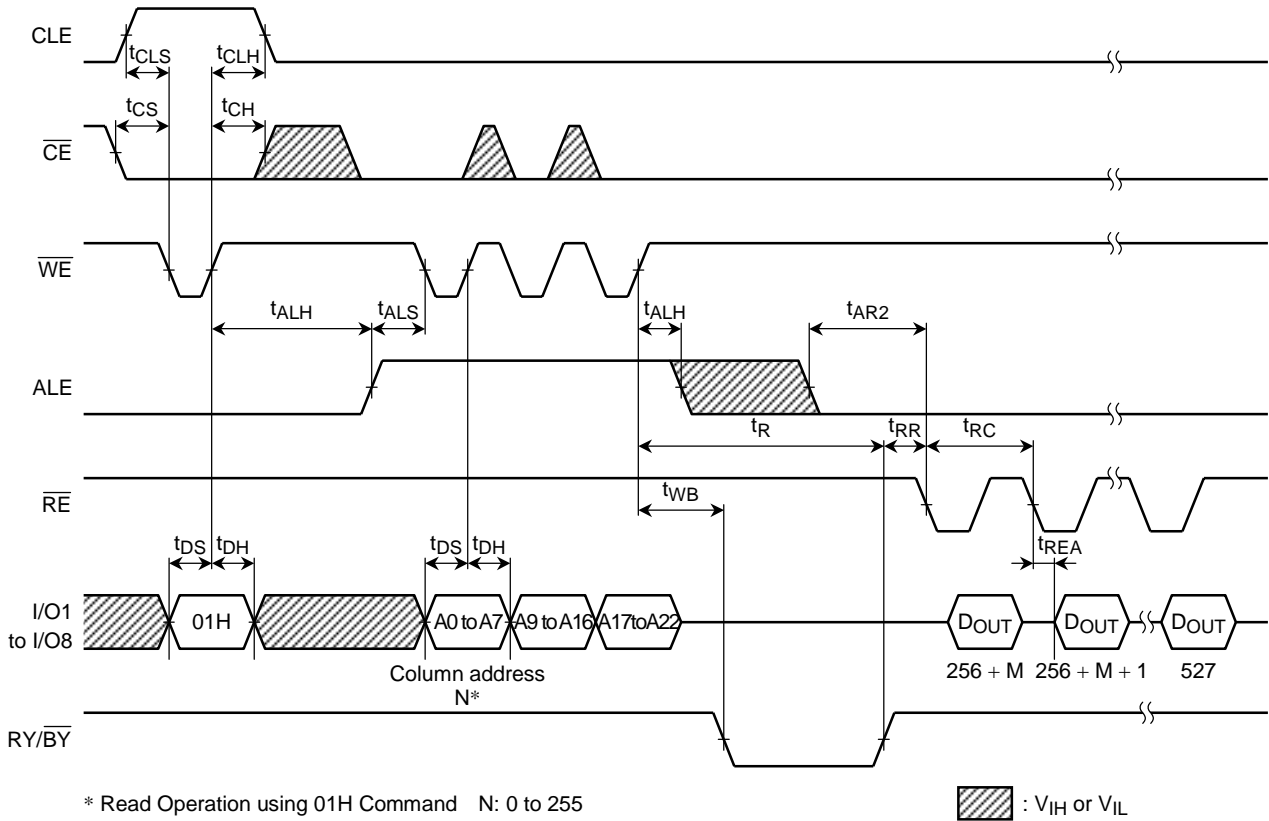 CLE
tCLS
tCLH
tCS
tCH
CE
WE
tALH
tALS
tALH
tAR2
ALE
tR
tRR
tRC
RE
tWB
tDS
tDH
tDS
tDH
tREA
I/O1
to I/O8
01H
A0 to A7
A9 to A16
A17 to A22
DOUT
DOUT
DOUT
256 + M
256 + M + 1
527
Column address
N*
RY/BY
* Read Operation using 01H Command N: 0 to 255
: VIH or VIL